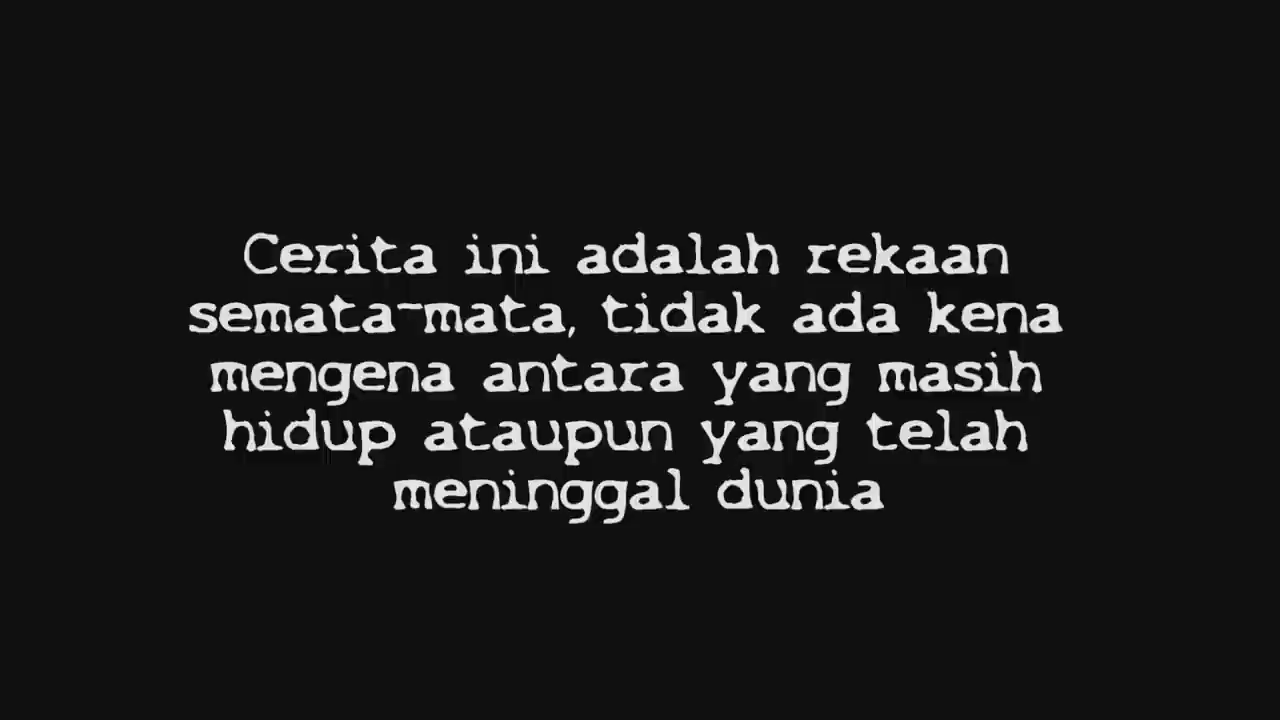 Cerita ini adalah rekaan
semata-mata, tidak ada kena
mengena antara yang masih
hidup ataupun yang telah
meninggal dunia